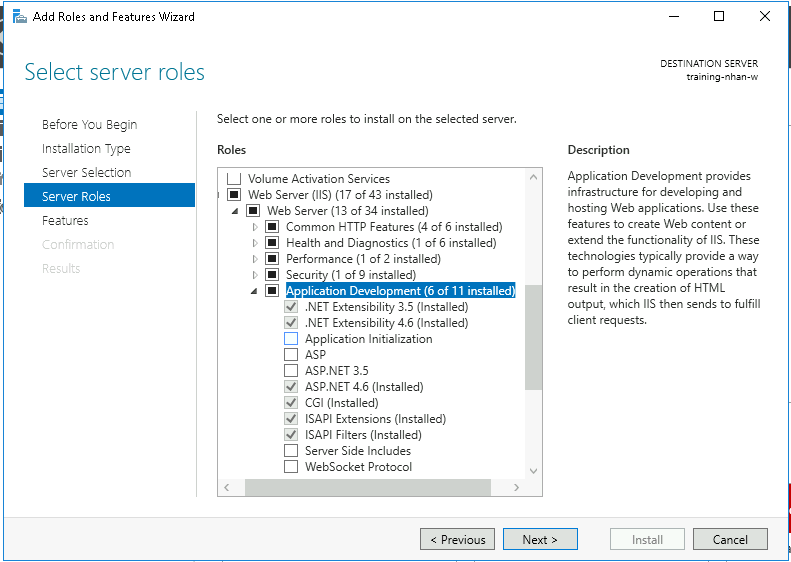 Add Roles and Features Wizard
Select server roles
DESTINATION SERVER
training-nhan-w
Before You Begin
Installation Type
Server Selection
Server Roles
Features
Confirmation
Results
Select one or more roles to install on the selected server.
Roles
Volume Activation Services
Web Server (IIS) (17 of 43 installed)
Web Server (13 of 34 installed)
Common HTTP Features (4 of 6 installed)
Health and Diagnostics (1 of 6 installed)
Performance (1 of 2 installed)
Security (1 of 9 installed)
Application Development (6 of 11 installed)
.NET Extensibility 3.5 (Installed)
.NET Extensibility 4.6 (Installed)
Application Initialization
ASP
ASP.NET 3.5
ASP.NET 4.6 (Installed)
CGI (Installed)
ISAPI Extensions (Installed)
ISAPI Filters (Installed)
Server Side Includes
WebSocket Protocol
Description
Application Development provides
infrastructure for developing and
hosting Web applications. Use these
features to create Web content or
extend the functionality of IIS. These
technologies typically provide a way
to perform dynamic operations that
result in the creation of HTML
output, which IIS then sends to fulfill
client requests.
< Previous
Next >
Install
Cancel